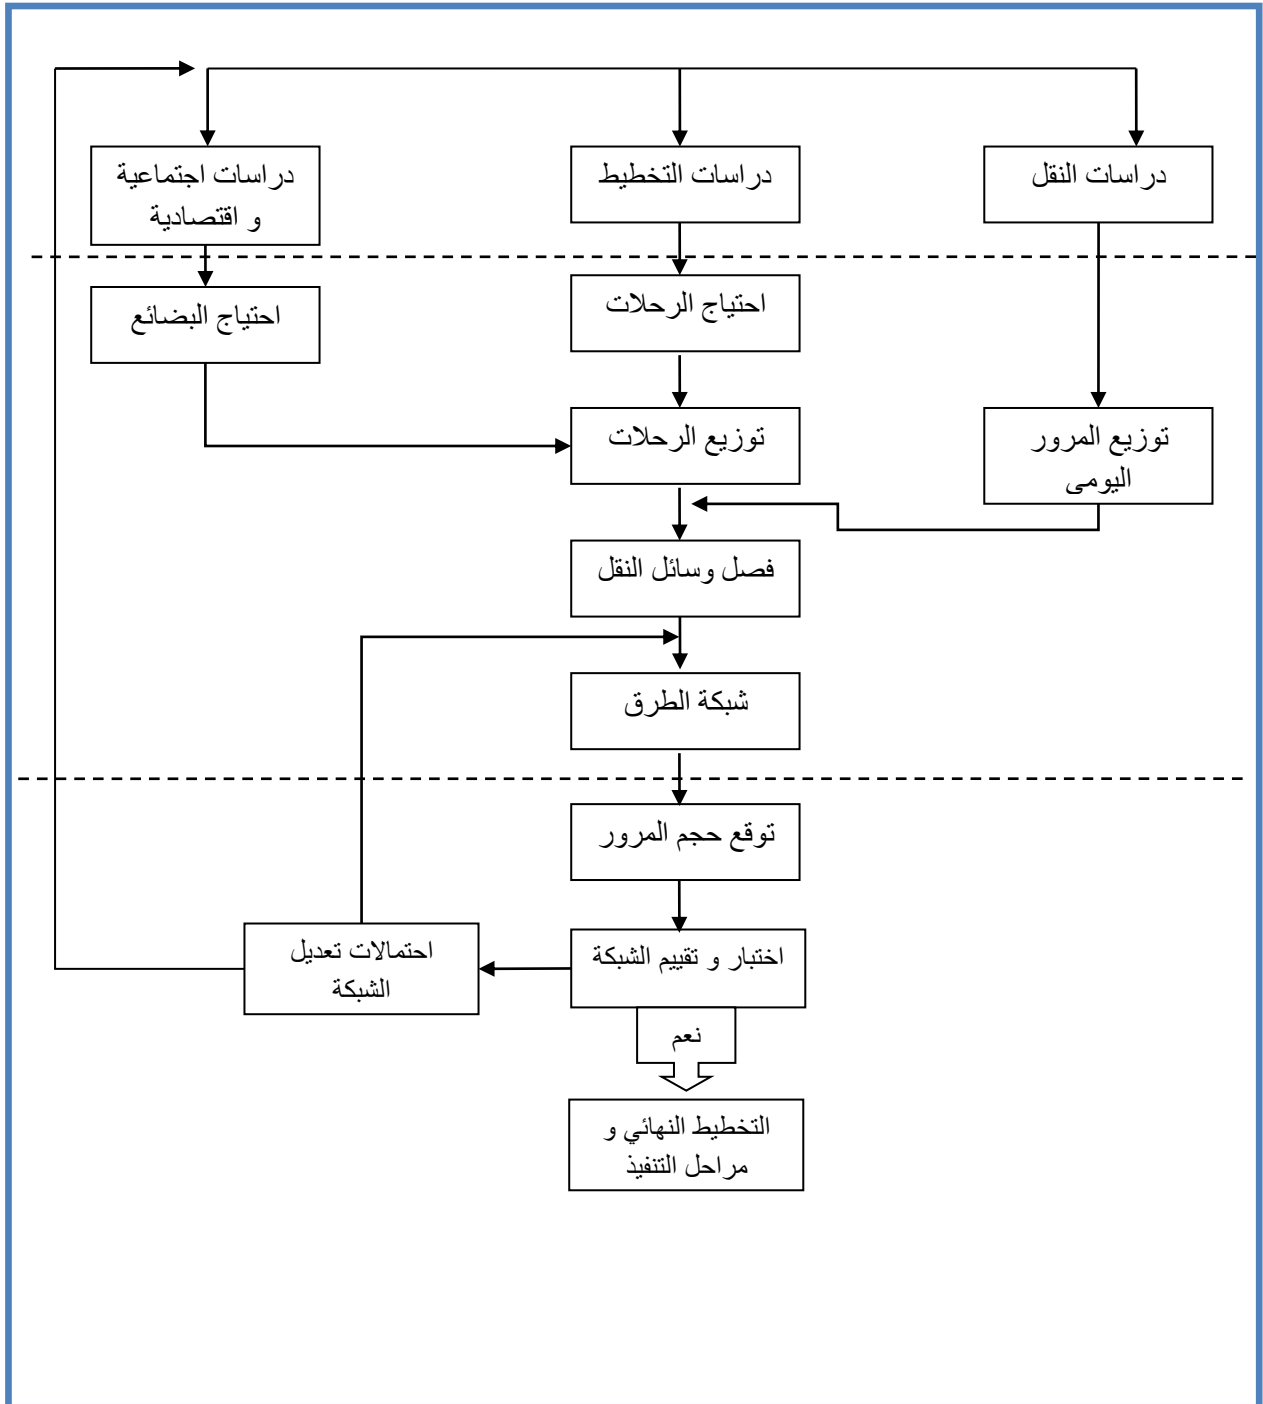 دراسات النقل
دراسات التخطيط
دراسات اجتماعية
و اقتصادية
احتياج الرحلات
احتياج البضائع
توزيع المرور
اليومى
توزيع الرحلات
فصل وسائل النقل
شبكة الطرق
توقع حجم المرور
اختبار و تقييم الشبكة
احتمالات تعديل
الشبكة
نعم
التخطيط النهائي و
مراحل التنفيذ